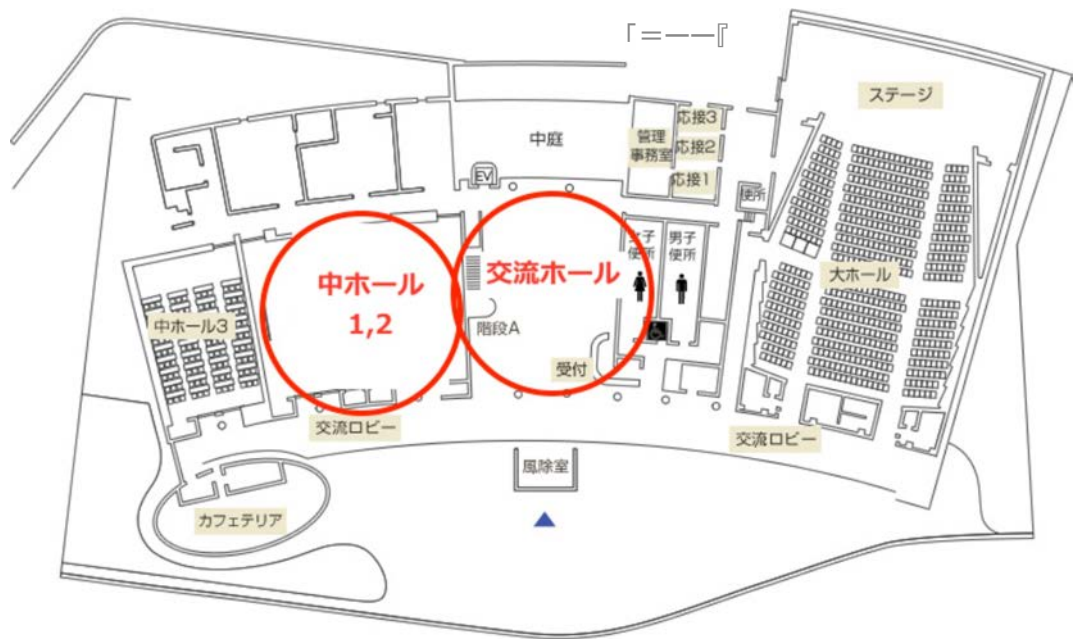 「=——『
ステージ
応接3
管理
事務室
応接2
応接1
中庭
EV
便所
女子
便所
男子
便所
中ホール
1,2
交流ホール
大ホール
中ホール3
階段A
受付
交流ロビー
交流ロビー
風除室
カフェテリア